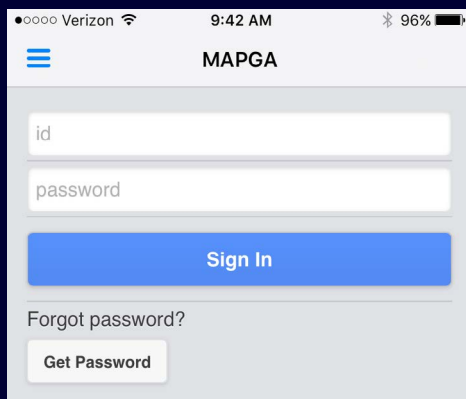 Verizon 9:42 AM 96%
MAPGA
id
password
Sign In
Forgot password?
Get Password